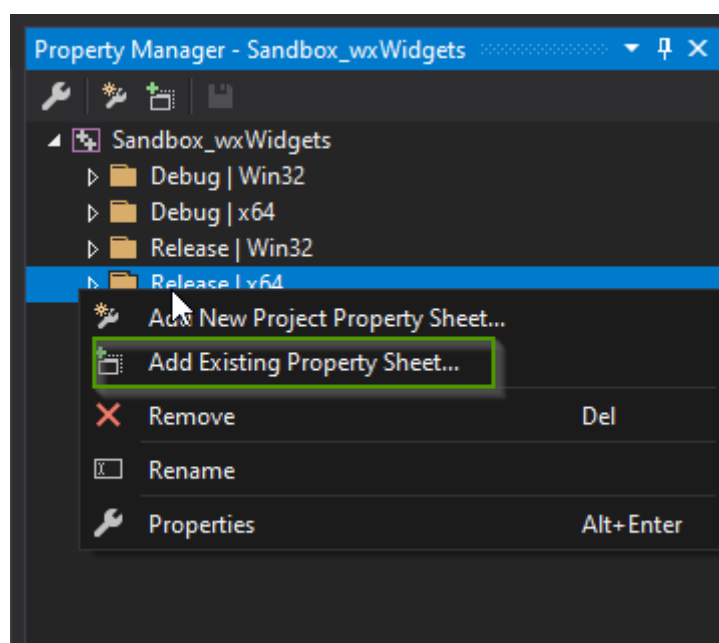 Property Manager - Sandbox_wxWidgets
Sandbox_wxWidgets
Debug | Win32
Debug | x64
Release | Win32
Release | x64
Add New Project Property Sheet...
Add Existing Property Sheet...
Remove Del
Rename
Properties Alt+Enter